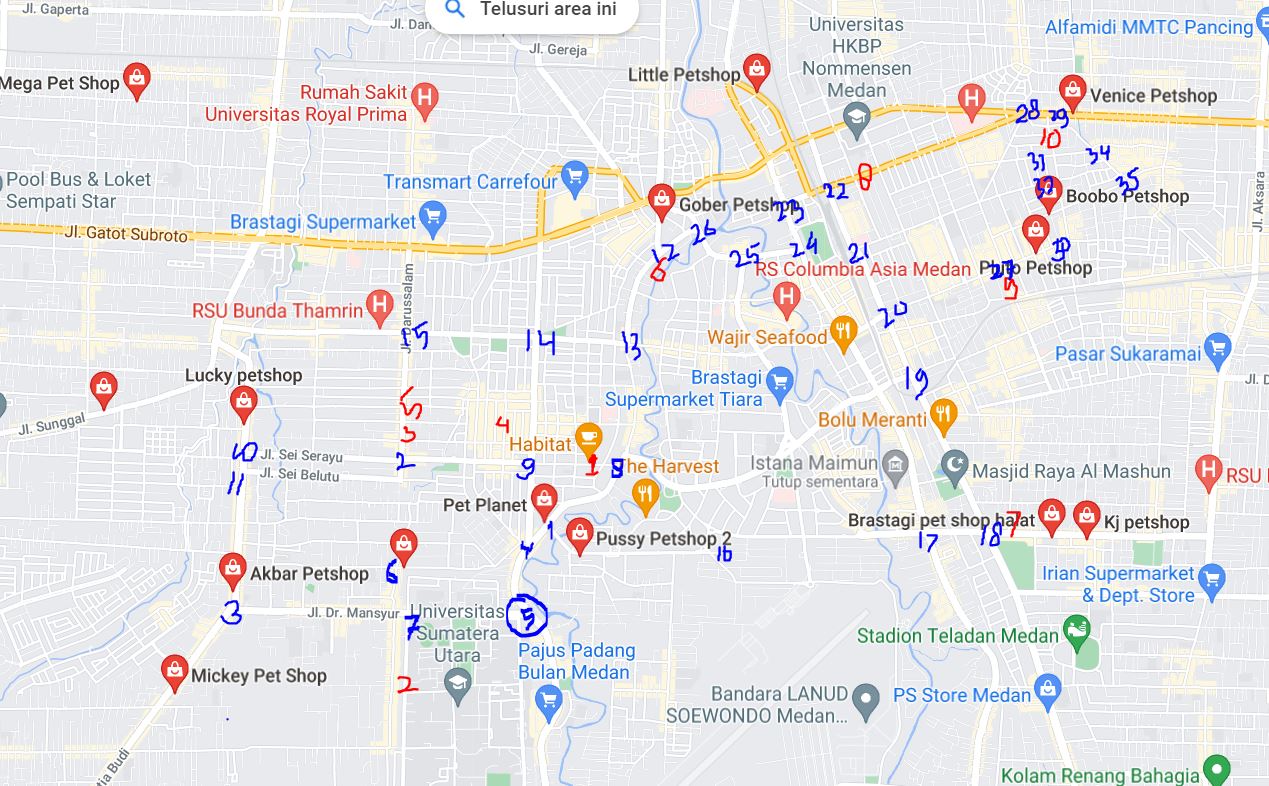 Jl. Gaperta
Telusuri area ini
Jl. Gereja
Universitas
HKBP
Nommensen
Medan
Alfamidi MMTC Pancing
Mega Pet Shop
Little Petshop
Rumah Sakit
Universitas Royal Prima
Venice Petshop
28
29
10
34
35
Pool Bus & Loket
Sempati Star
Transmart Carrefour
8
22
Boobo Petshop
Jl. Aksara
Brastagi Supermarket
Gober Petshop
23
Jl. Gatot Subroto
26
12
6
25
24
21
RS Columbia Asia Medan
Pluto Petshop
27
9
Jl. Darussalam
RSU Bunda Thamrin
20
15
14
13
Wajir Seafood
Pasar Sukaramai
Lucky petshop
Brastagi
Supermarket Tiara
19
5
3
4
Jl. Sunggal
Habitat
Bolu Meranti
10
Jl. Sei Serayu
2
9
1
8
The Harvest
Istana Maimun
Tutup sementara
Masjid Raya Al Mashun
11
Jl. Sei Belutu
Pet Planet
Brastagi pet shop halat
7
Kj petshop
1
Pussy Petshop 2
16
17
18
4
Akbar Petshop
6
Irian Supermarket
& Dept. Store
3
Jl. Dr. Mansyur
7
Universitas
Sumatera
Utara
5
Stadion Teladan Medan
Mickey Pet Shop
2
Pajus Padang
Bulan Medan
Bandara LANUD
SOEWONDO Medan...
PS Store Medan
Kolam Renang Bahagia